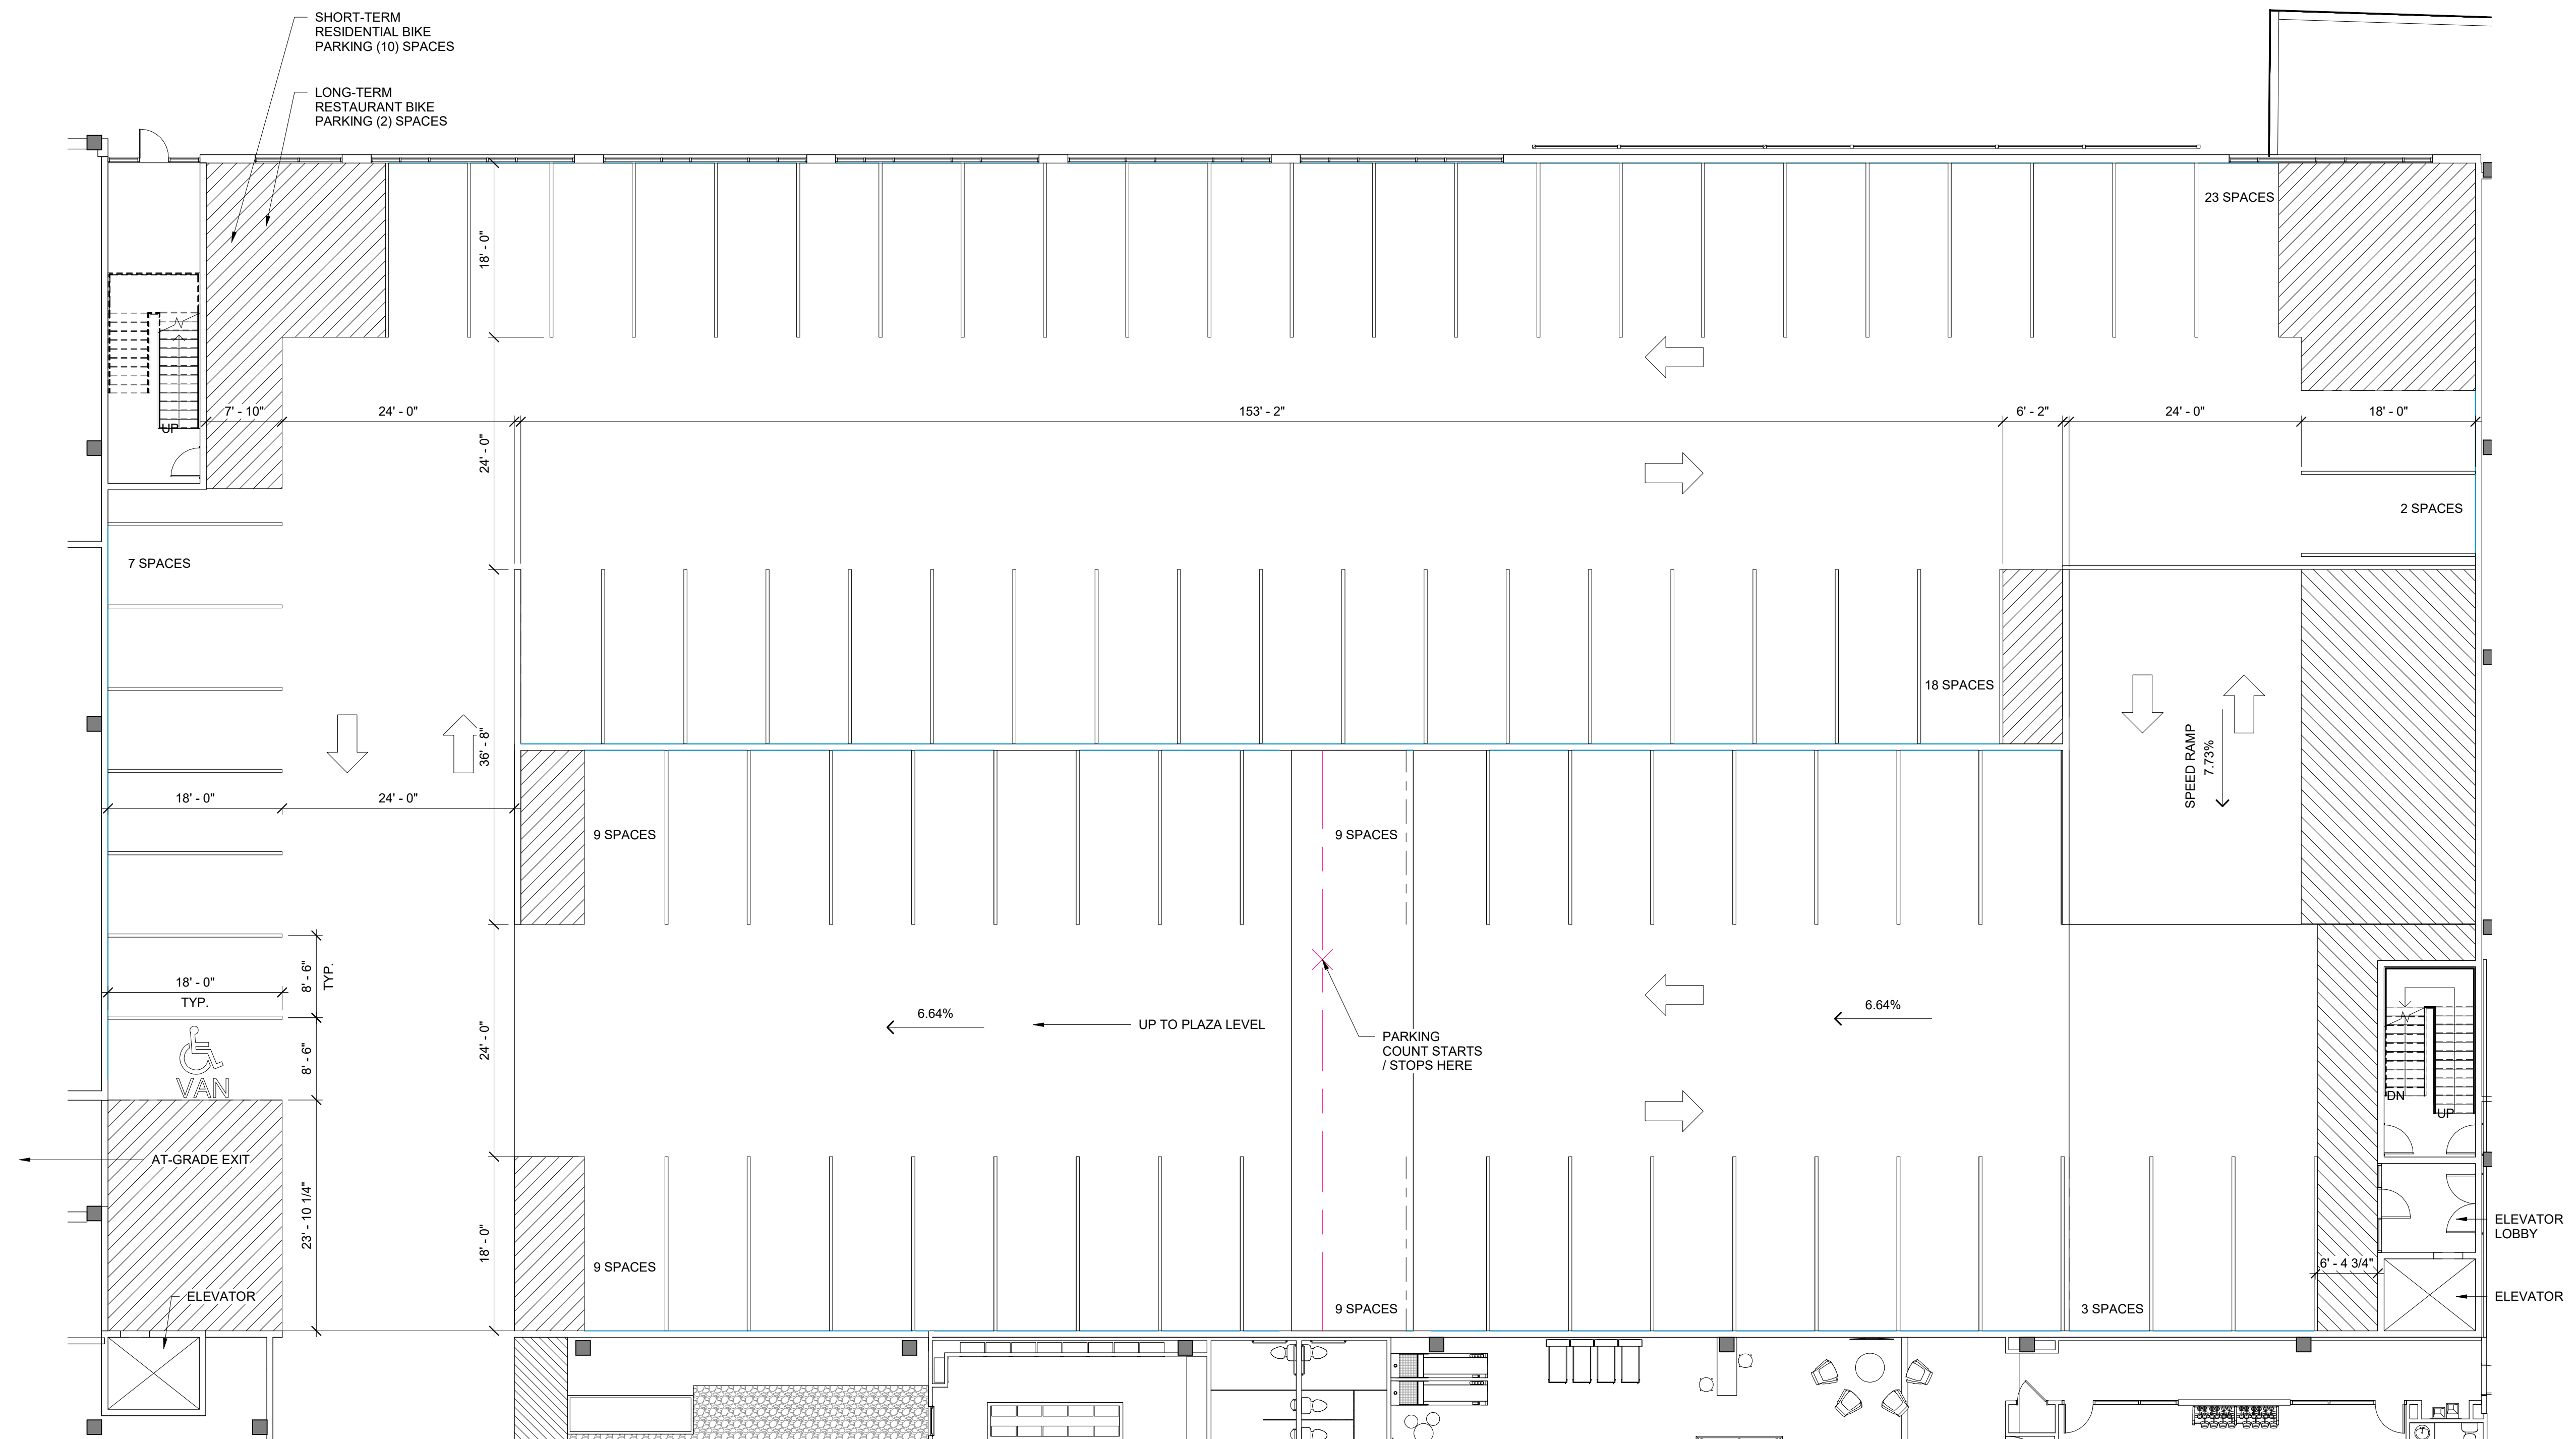 SHORT-TERM
RESIDENTIAL BIKE
PARKING (10) SPACES
LONG-TERM
RESTAURANT BIKE
PARKING (2) SPACES
23 SPACES
18' - 0"
7' - 10"
24' - 0"
153' - 2"
6' - 2"
24' - 0"
18' - 0"
UP
24' - 0"
2 SPACES
7 SPACES
18 SPACES
36' - 8"
SPEED RAMP
7.73%
18' - 0"
24' - 0"
9 SPACES
9 SPACES
8' - 6"
TYP.
18' - 0"
TYP.
6.64%
6.64%
UP TO PLAZA LEVEL
24' - 0"
PARKING
COUNT STARTS
/ STOPS HERE
8' - 6"
VAN
DN
UP
AT-GRADE EXIT
23' - 10 1/4"
18' - 0"
ELEVATOR
LOBBY
6' - 4 3/4"
9 SPACES
ELEVATOR
ELEVATOR
9 SPACES
3 SPACES